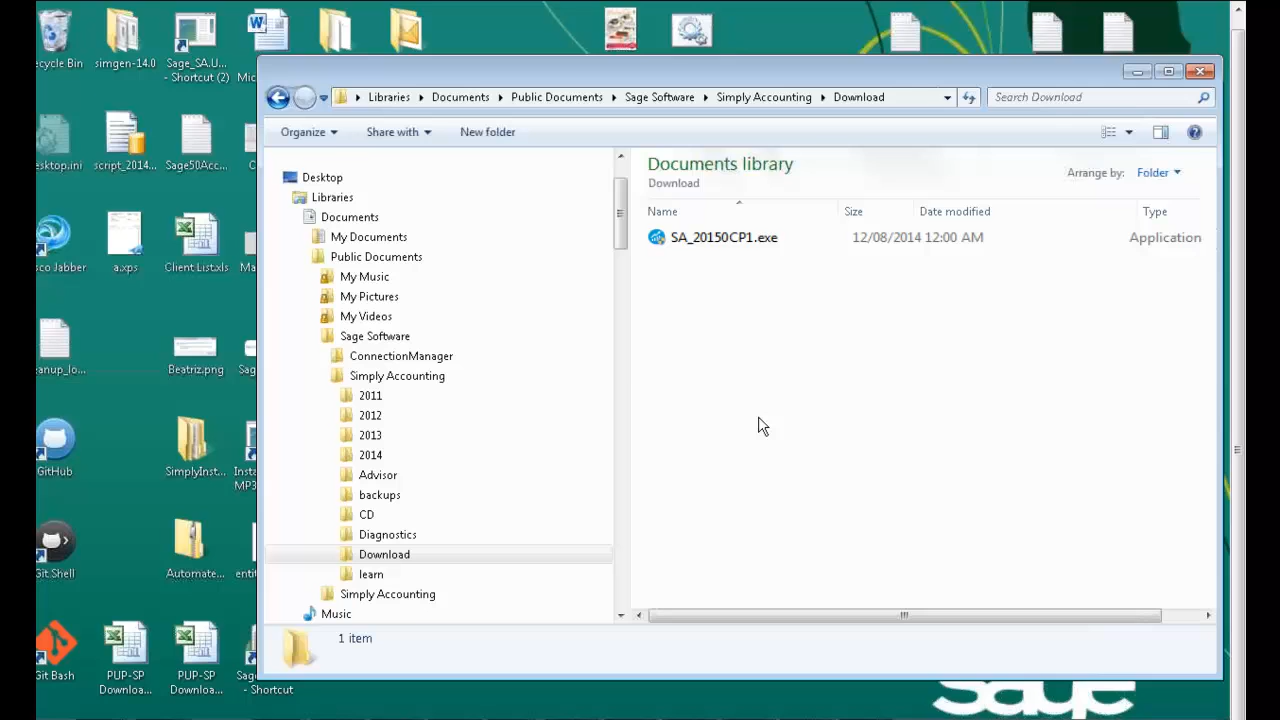 ecycle Bin
simgen-14.0
Sage_SA.U...
- Shortcut (2)
Mic
Libraries
Documents
Public Documents
Sage Software
Simply Accounting
Download
Search Download
Organize
Share with
New folder
esktop.ini
script_2014...
Sage50Acc...
C
Desktop
Libraries
Documents
My Documents
Public Documents
My Music
My Pictures
My Videos
Sage Software
ConnectionManager
Simply Accounting
2011
2012
2013
2014
Advisor
backups
CD
Diagnostics
Download
learn
Simply Accounting
Music
Documents library
Download
Arrange by: Folder
Name
Size
Date modified
Type
SA_20150CP1.exe
12/08/2014 12:00 AM
Application
sco Jabber
a.xps
Client List.xls
Ma
eanup_lo...
Beatriz.png
Sag
GitHub
SimplyInst...
Insta
MP3
Git Shell
Automate...
entit
1 item
Git Bash
PUP-SP
Downloa...
PUP-SP
Downloa...
Sage
- Shortcut
sage